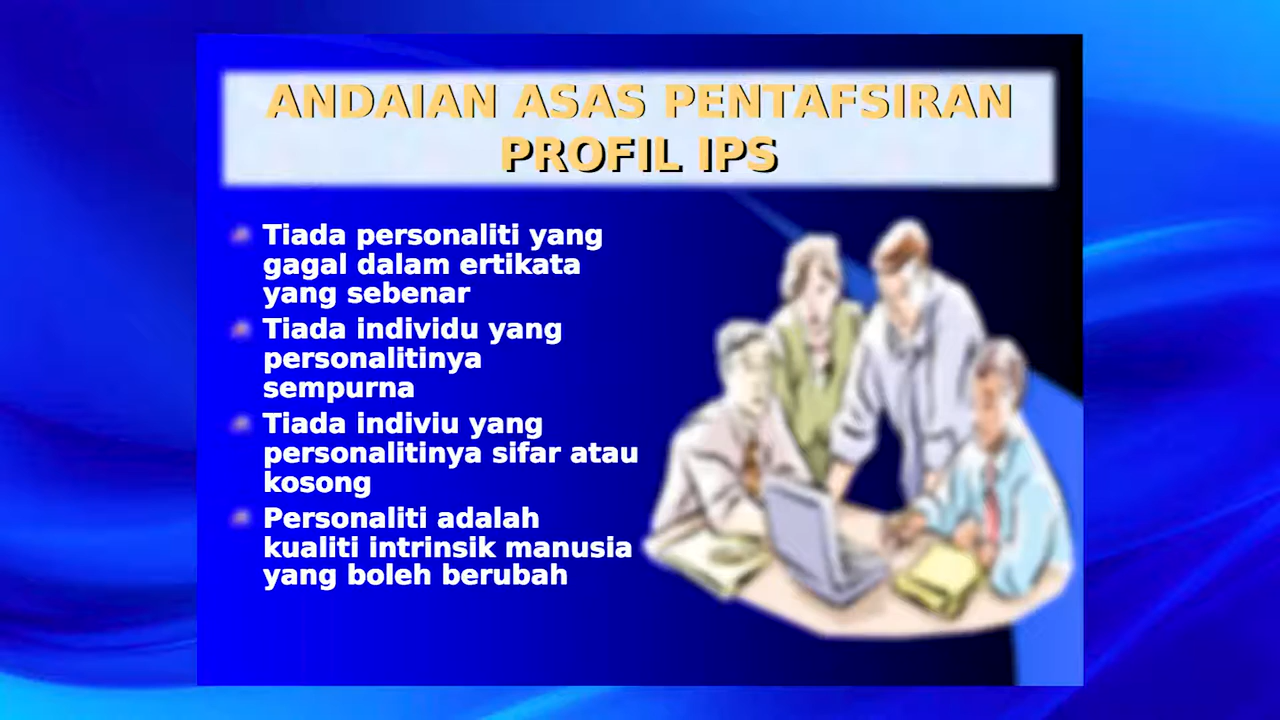 ANDAIAN ASAS PENTAFSIRAN
PROFIL IPS
Tiada personaliti yang
gagal dalam ertikata
yang sebenar
Tiada individu yang
personalitinya
sempurna
Tiada indiviu yang
personalitinya sifar atau
kosong
Personaliti adalah
kualiti intrinsik manusia
yang boleh berubah